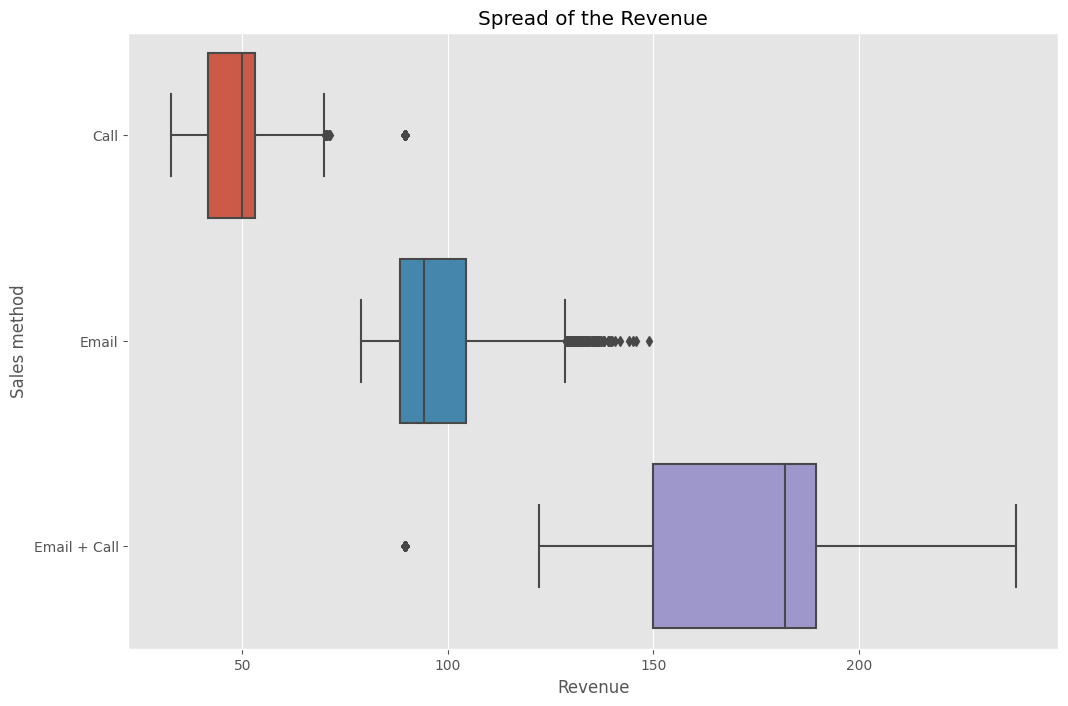 Spread of the Revenue
Sales method
Call
Email
Email + Call
50
100
150
200
Revenue